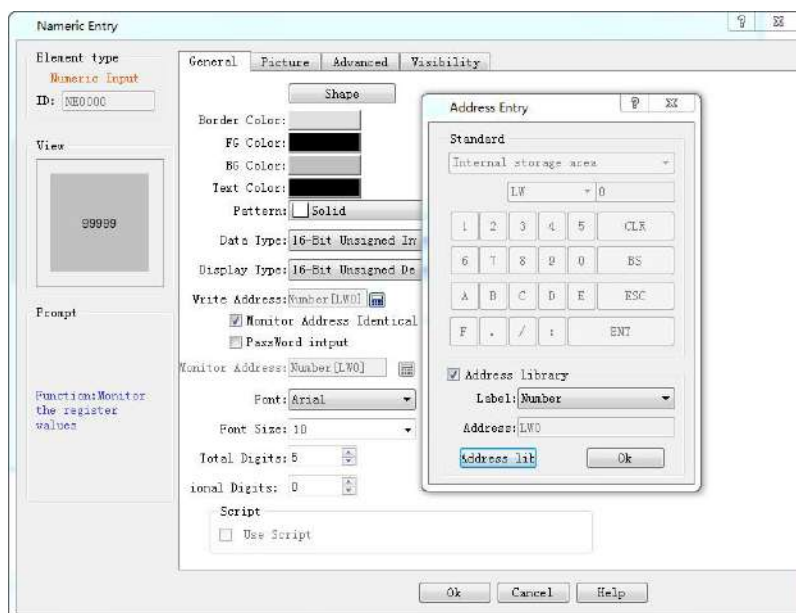 Nameric Entry
Element type
Numeric Input
ID: NE0000
View
99999
Prompt
Function:Monitor
the register
values
General
Picture
Advanced
Visibility
Shape
Border Color:
FG Color:
BG Color:
Text Color:
Pattern: Solid
Data Type: 16-Bit Unsigned In
Display Type: 16-Bit Unsigned De
Write Address: Number[LW0]
Monitor Address Identical
PassWord intput
Monitor Address: Number[LW0]
Font: Arial
Font Size: 10
Total Digits: 5
ional Digits: 0
Script
Use Script
Ok
Cancel
Help
Address Entry
Standard
Internal storage area
LW 0
1 2 3 4 5 CLR
6 7 8 9 0 BS
A B C D E ESC
F . / : ENT
Address library
Label: Number
Address: LW0
Address lib
Ok